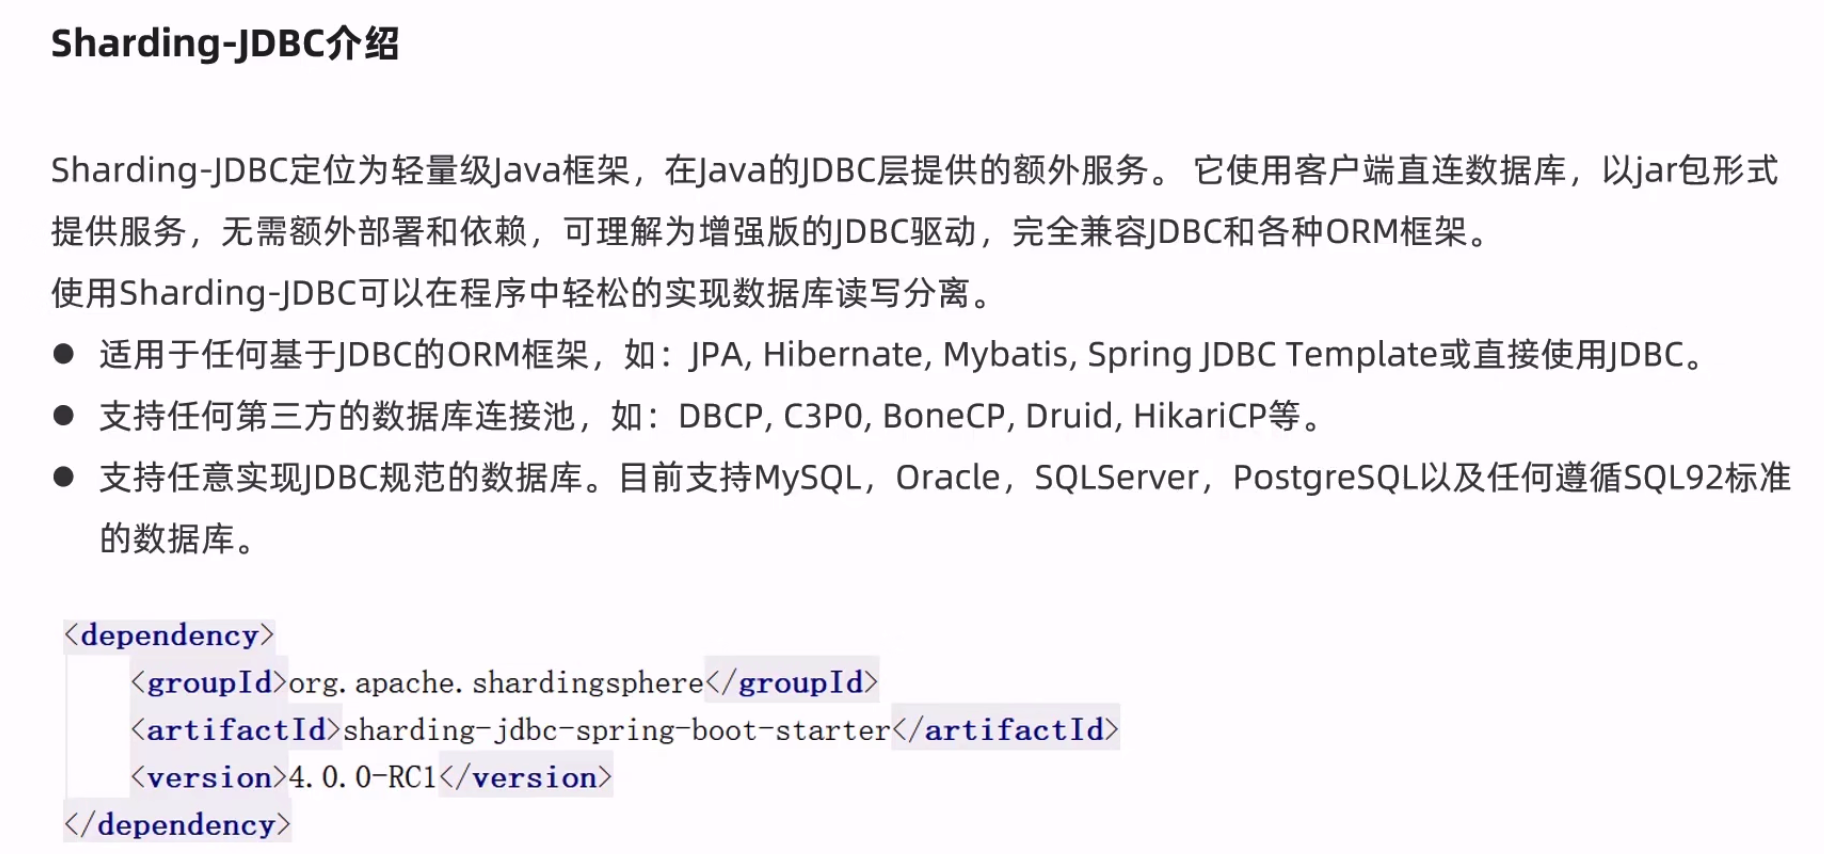 Sharding-JDBC介绍
Sharding-JDBC定位为轻量级Java框架，在Java的JDBC层提供的额外服务。 它使用客户端直连数据库，以jar包形式
提供服务，无需额外部署和依赖，可理解为增强版的JDBC驱动，完全兼容JDBC和各种ORM框架。
使用Sharding-JDBC可以在程序中轻松的实现数据库读写分离。
● 适用于任何基于JDBC的ORM框架，如：JPA, Hibernate, Mybatis, Spring JDBC Template或直接使用JDBC。
● 支持任何第三方的数据库连接池，如：DBCP, C3P0, BoneCP, Druid, HikariCP等。
● 支持任意实现JDBC规范的数据库。目前支持MySQL，Oracle，SQLServer，PostgreSQL以及任何遵循SQL92标准
的数据库。
<dependency>
<groupId>org.apache.shardingsphere</groupId>
<artifactId>sharding-jdbc-spring-boot-starter</artifactId>
<version>4.0.0-RC1</version>
</dependency>